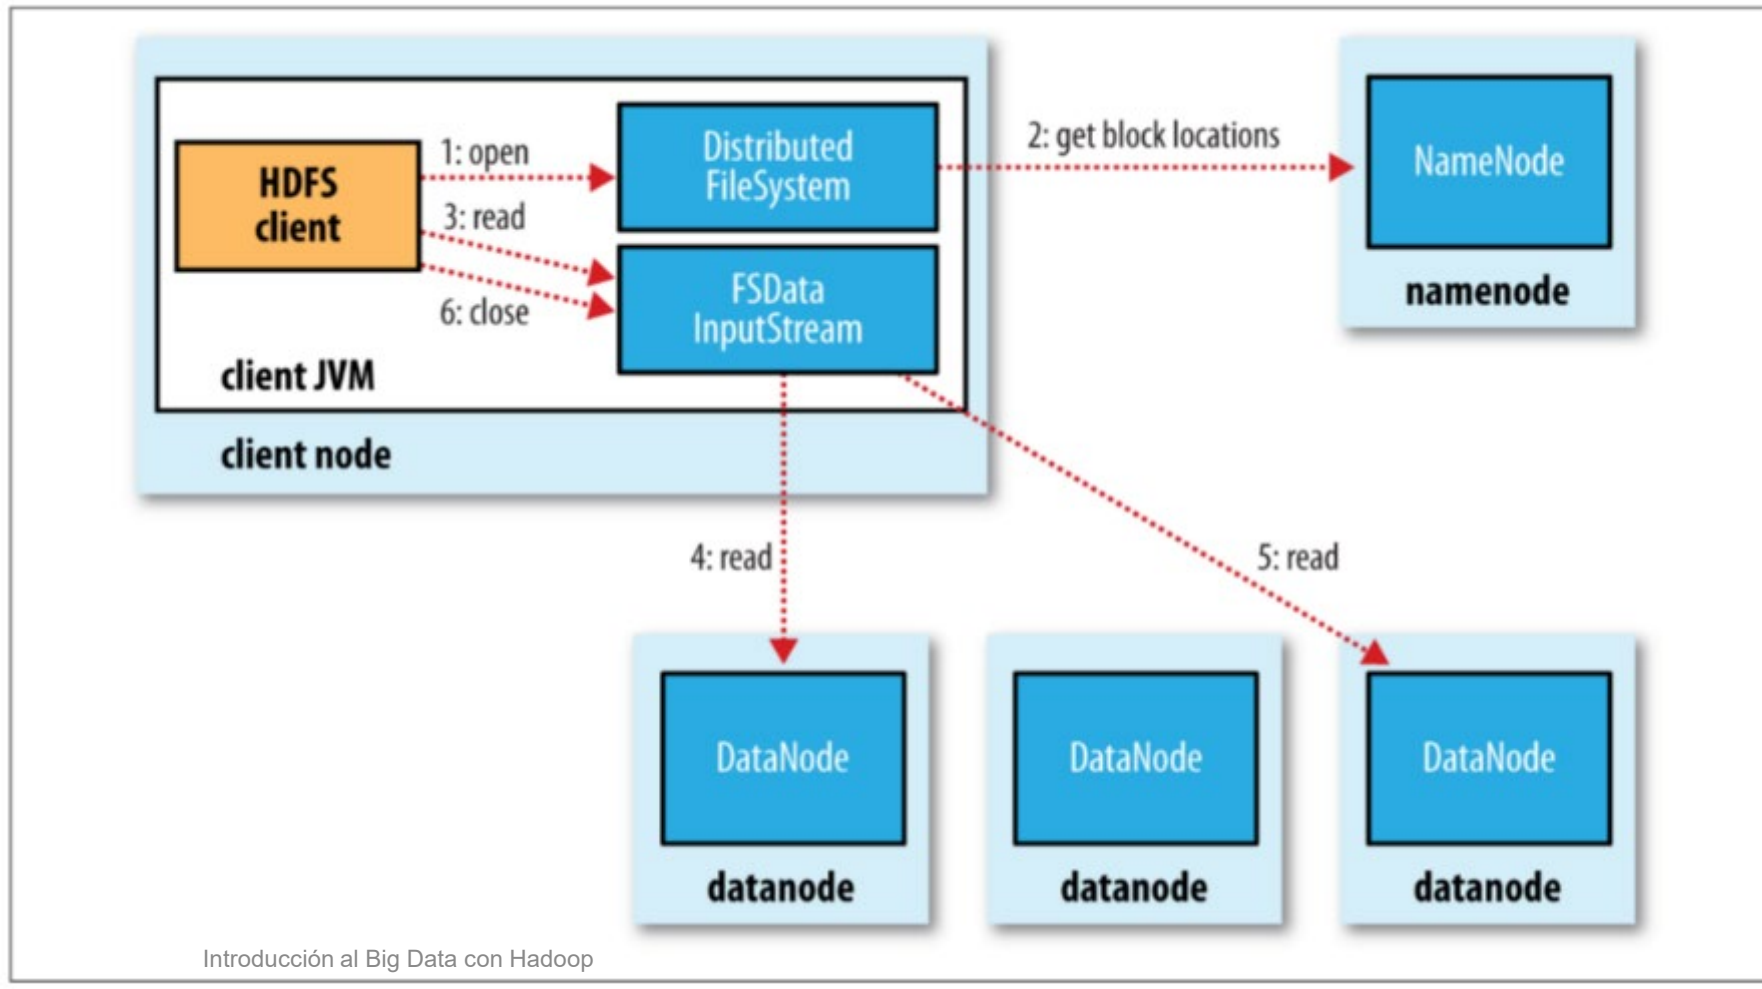 1: open
HDFS
client
3: read
6: close
Distributed
FileSystem
FSData
InputStream
client JVM
client node
2: get block locations
NameNode
namenode
4: read
5: read
DataNode
datanode
DataNode
datanode
DataNode
datanode
Introducción al Big Data con Hadoop